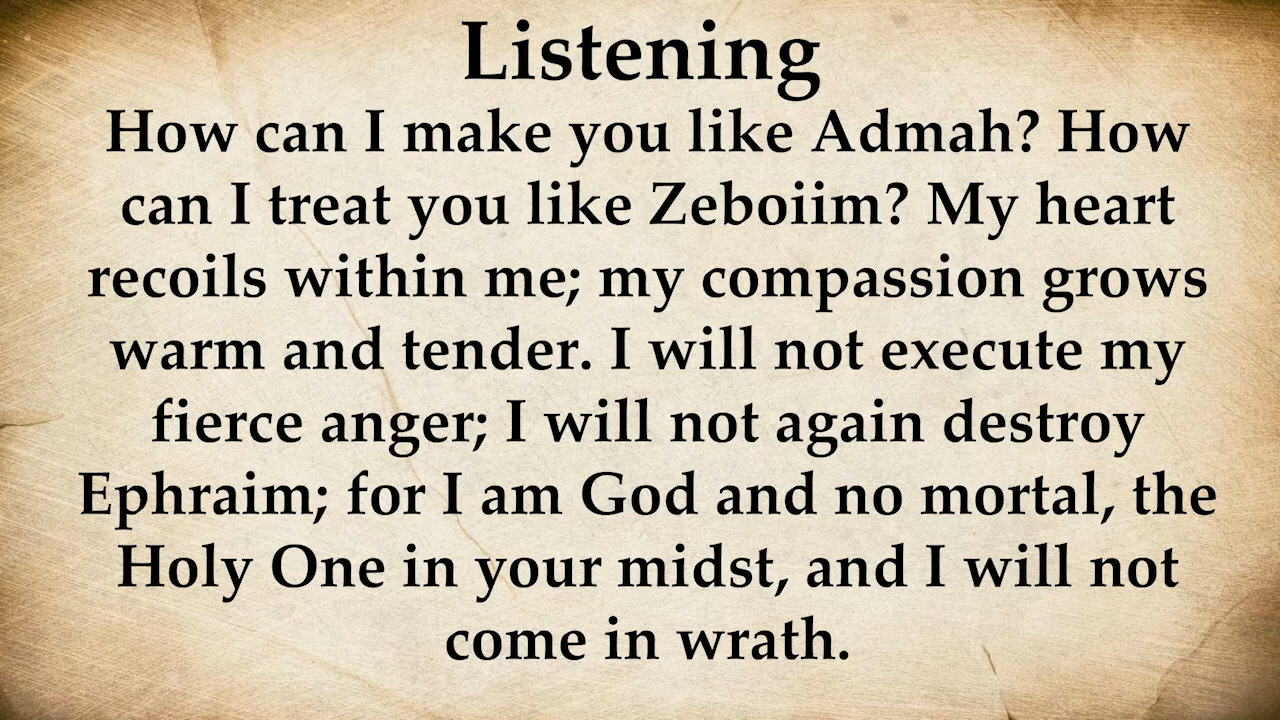 Listening
How can I make you like Admah? How
can I treat you like Zeboiim? My heart
recoils within me; my compassion grows
warm and tender. I will not execute my
fierce anger; I will not again destroy
Ephraim; for I am God and no mortal, the
Holy One in your midst, and I will not
come in wrath.